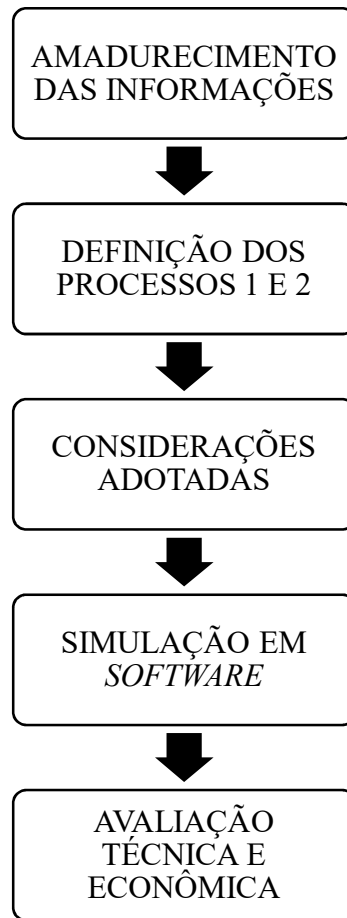 AMADURECIMENTO
DAS INFORMAÇÕES
DEFINIÇÃO DOS
PROCESSOS 1 E 2
CONSIDERAÇÕES
ADOTADAS
SIMULAÇÃO EM
SOFTWARE
AVALIAÇÃO
TÉCNICA E
ECONÔMICA